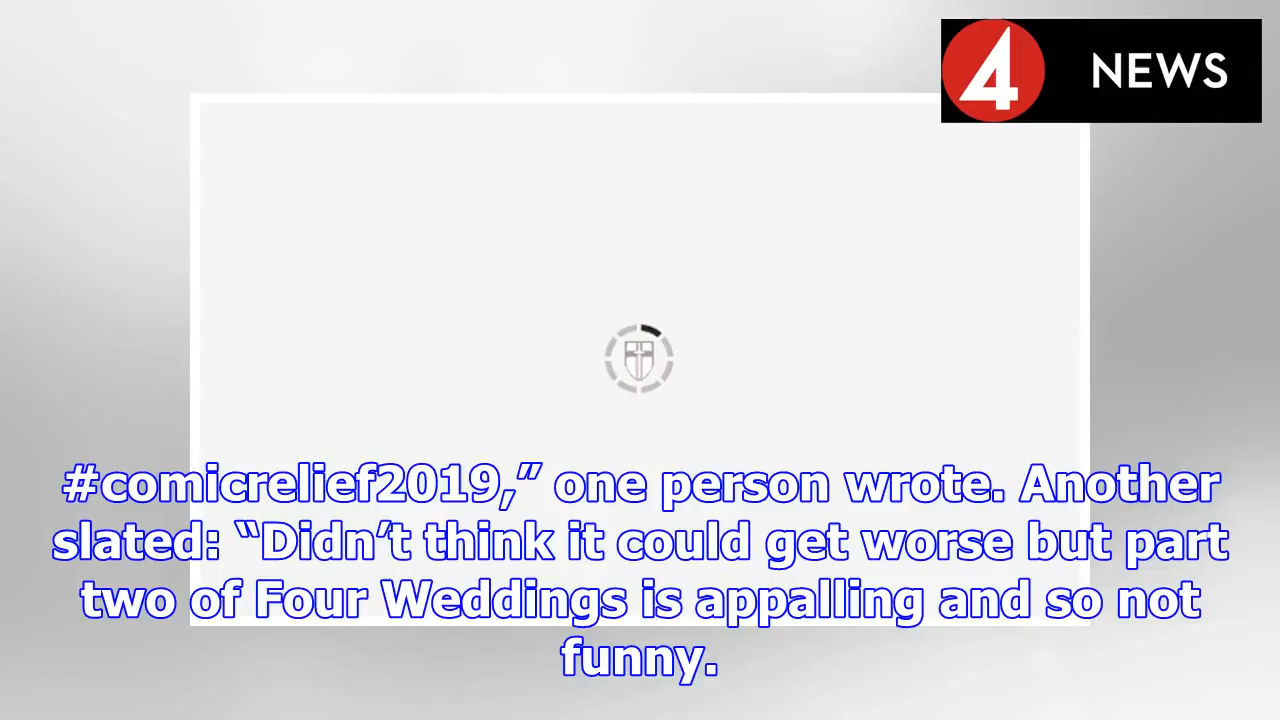 4 NEWS
#comicrelief2019,” one person wrote. Another
slated: “Didn’t think it could get worse but part
two of Four Weddings is appalling and so not
funny.